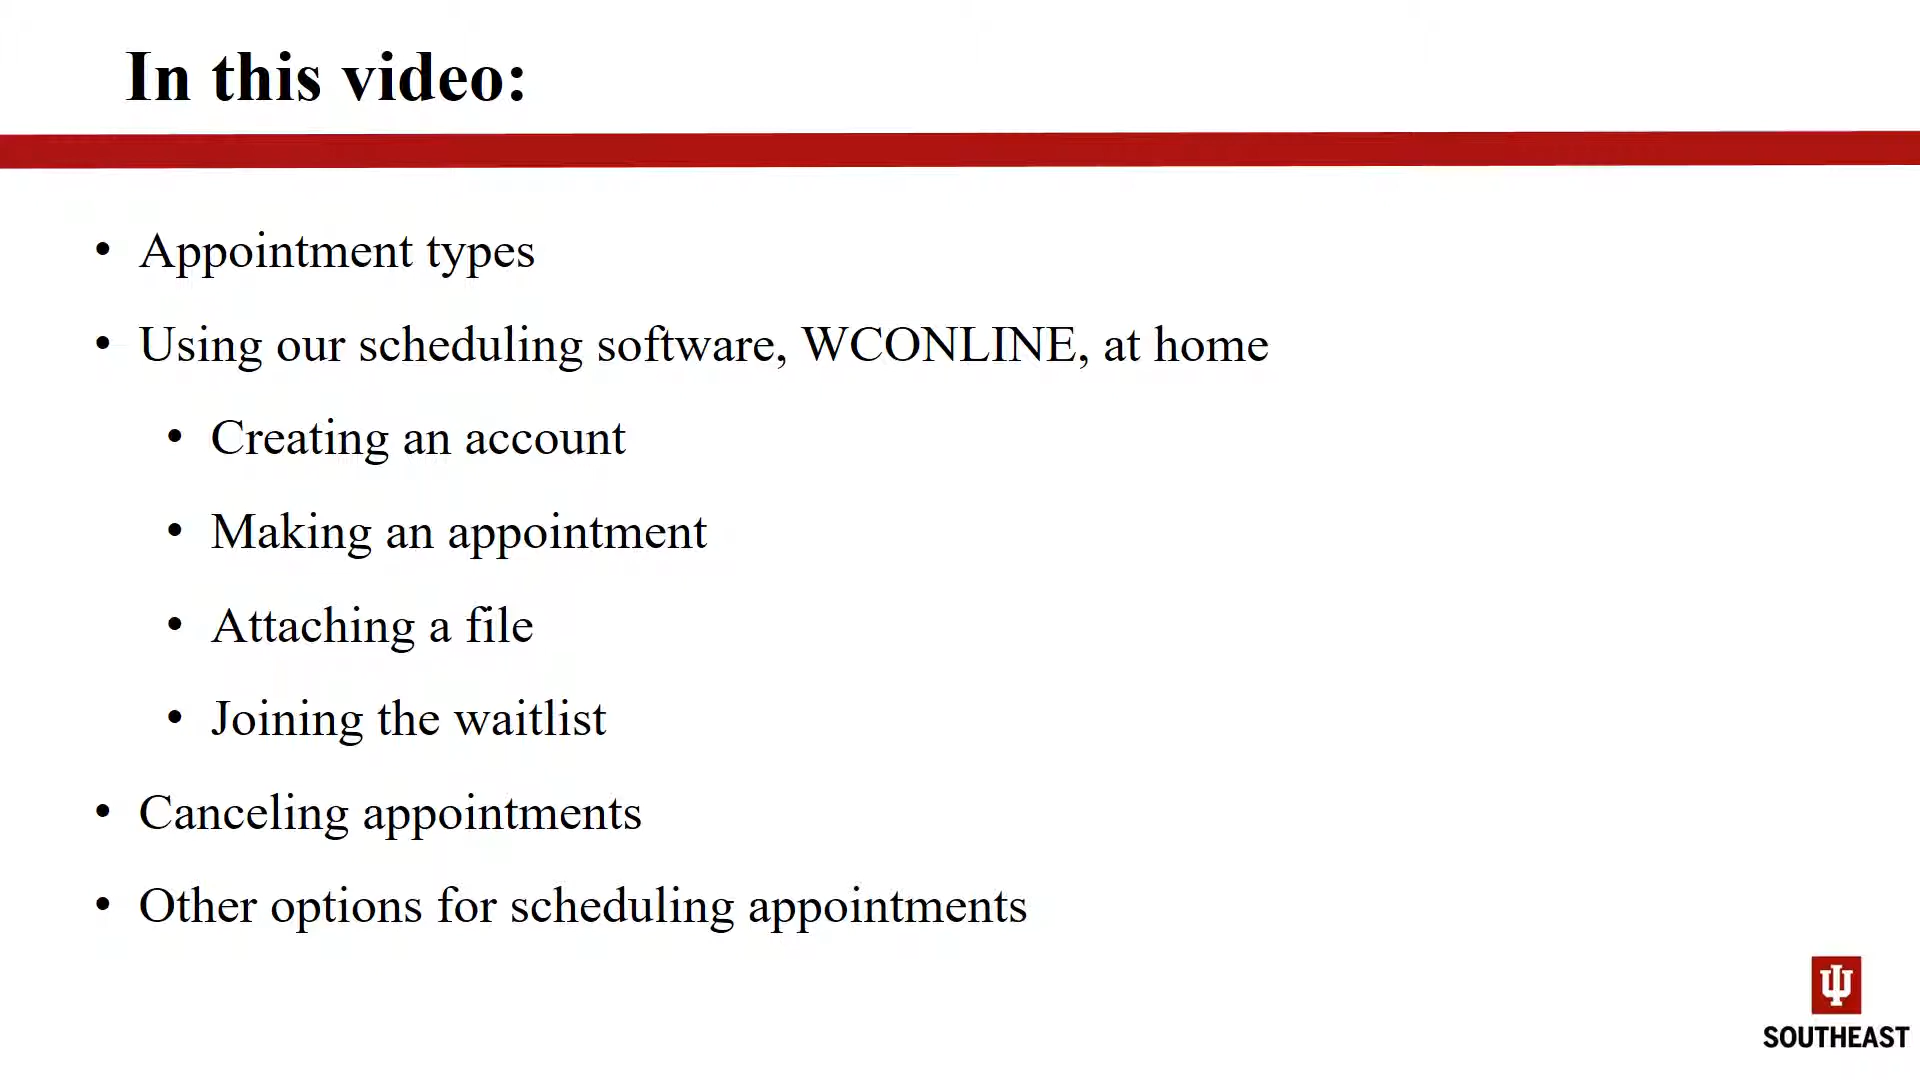 In this video:
• Appointment types
• Using our scheduling software, WCONLINE, at home
• Creating an account
• Making an appointment
• Attaching a file
• Joining the waitlist
• Canceling appointments
• Other options for scheduling appointments
SOUTHEAST